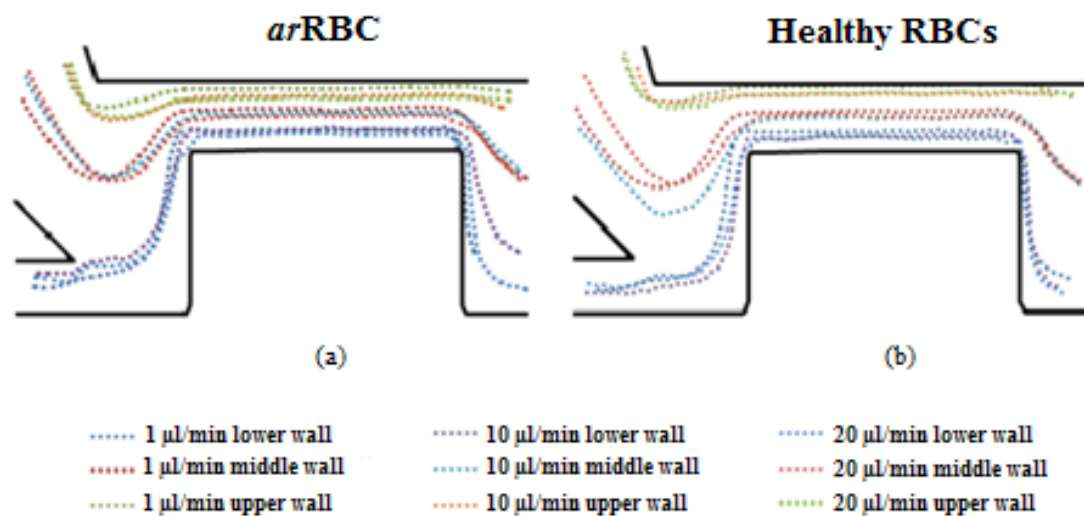 arRBC
Healthy RBCs
(a)
(b)
1 µl/min lower wall
10 µl/min lower wall
20 µl/min lower wall
1 µl/min middle wall
10 µl/min middle wall
20 µl/min middle wall
1 µl/min upper wall
10 µl/min upper wall
20 µl/min upper wall